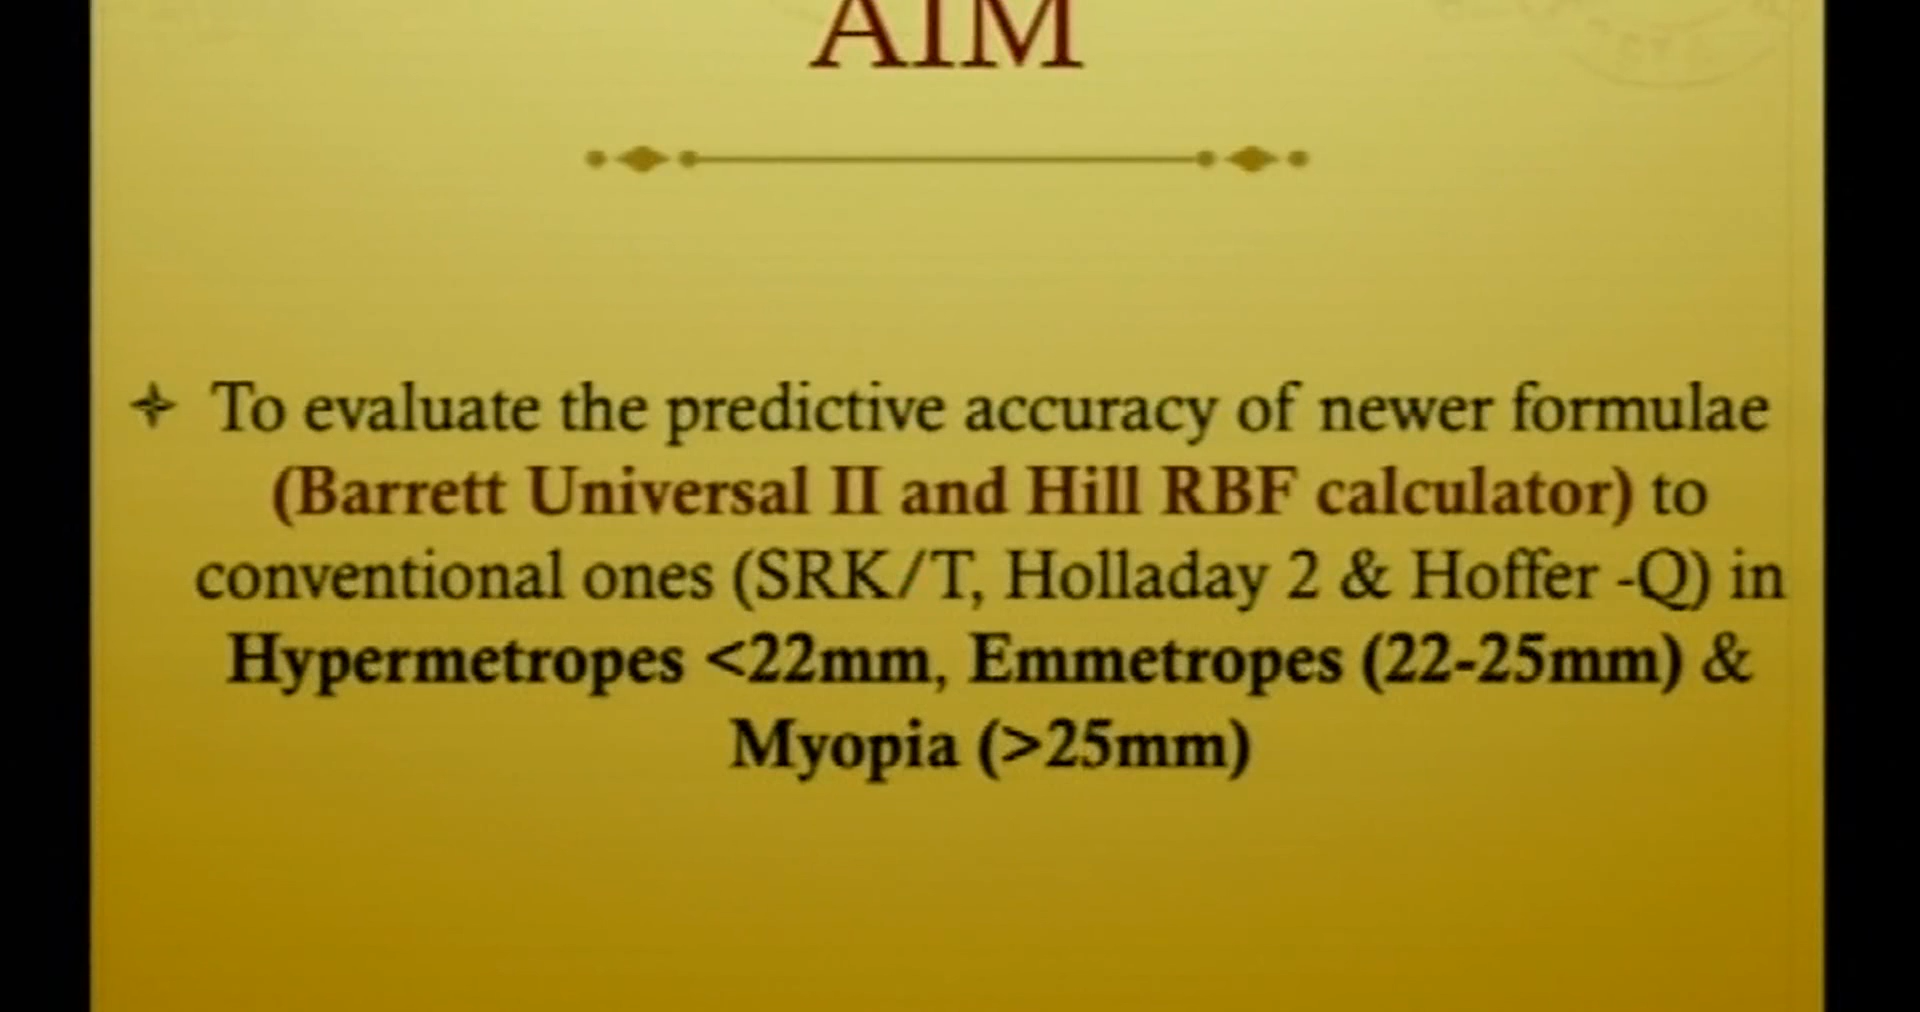 AIM
To evaluate the predictive accuracy of newer formulae
(Barrett Universal II and Hill RBF calculator) to
conventional ones (SRK/T, Holladay 2 & Hoffer -Q) in
Hypermetropes <22mm, Emmetropes (22-25mm) &
Myopia (>25mm)